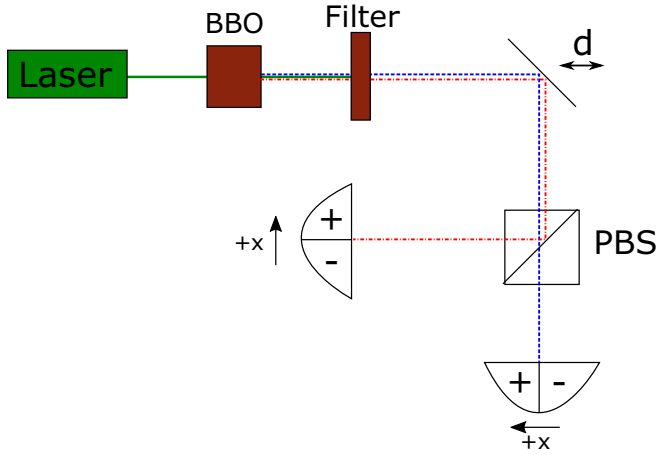 Laser
BBO
Filter
d
PBS
+
-
+x
+ -
+x